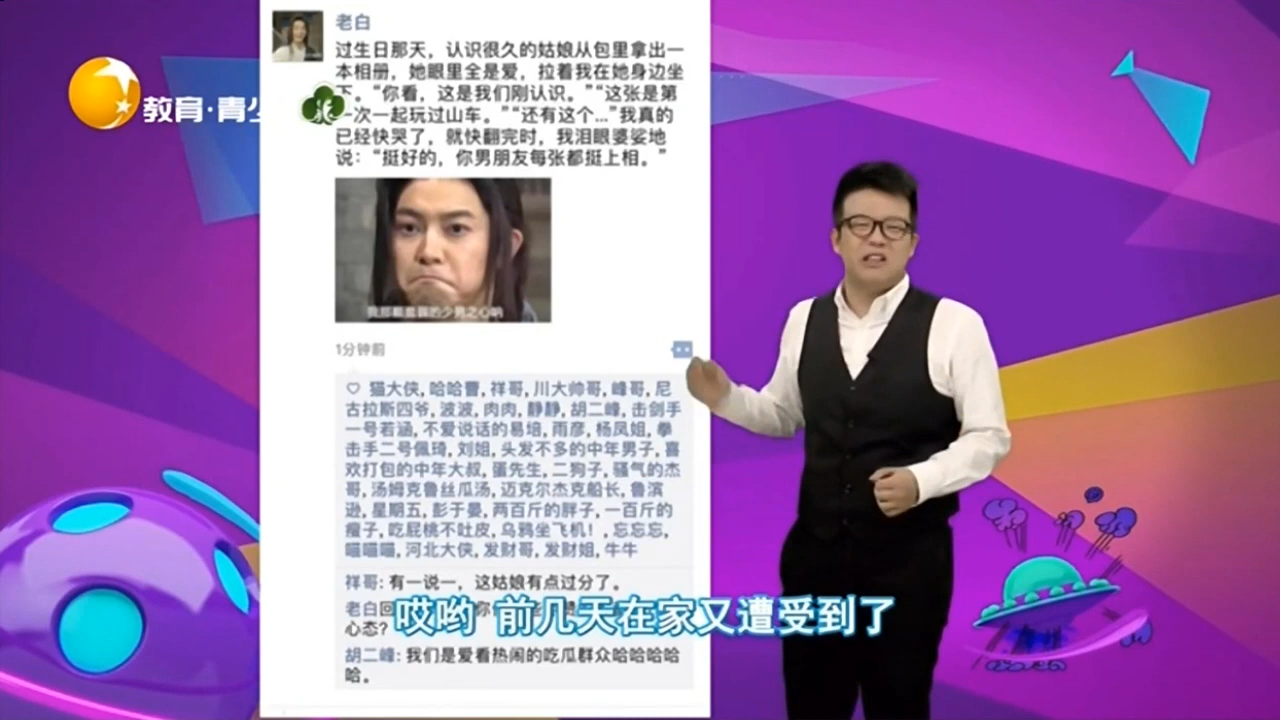 老白
过生日那天，认识很久的姑娘从包里拿出一
本相册，她眼里全是爱，拉着我在她身边坐
下。“你看，这是我们刚认识。”“这张是第
一次一起玩过山车。”“还有这个...”我真的
已经快哭了，就快翻完时，我泪眼婆娑地
说：“挺好的，你男朋友每张都挺上相。”
教育·青少
张
我那颗脆弱的少男之心呐
1分钟前
猫大侠, 哈哈曹, 祥哥, 川大帅哥, 峰哥, 尼
古拉斯四爷, 波波, 肉肉, 静静, 胡二峰, 击剑手
一号若涵, 不爱说话的易培, 雨彦, 杨凤姐, 拳
击手二号佩琦, 刘姐, 头发不多的中年男子, 喜
欢打包的中年大叔, 蛋先生, 二狗子, 骚气的杰
哥, 汤姆克鲁丝瓜汤, 迈克尔杰克船长, 鲁滨
逊, 星期五, 彭于曼, 两百斤的胖子, 一百斤的
瘦子, 吃屁桃不吐皮, 乌鸦坐飞机！, 忘忘忘,
喵喵喵, 河北大侠, 发财哥, 发财姐, 牛牛
祥哥: 有一说一，这姑娘有点过分了。
老白回 你
心态?
胡二峰: 我们是爱看热闹的吃瓜群众哈哈哈哈
哈。
哎哟 前几天在家又遭受到了